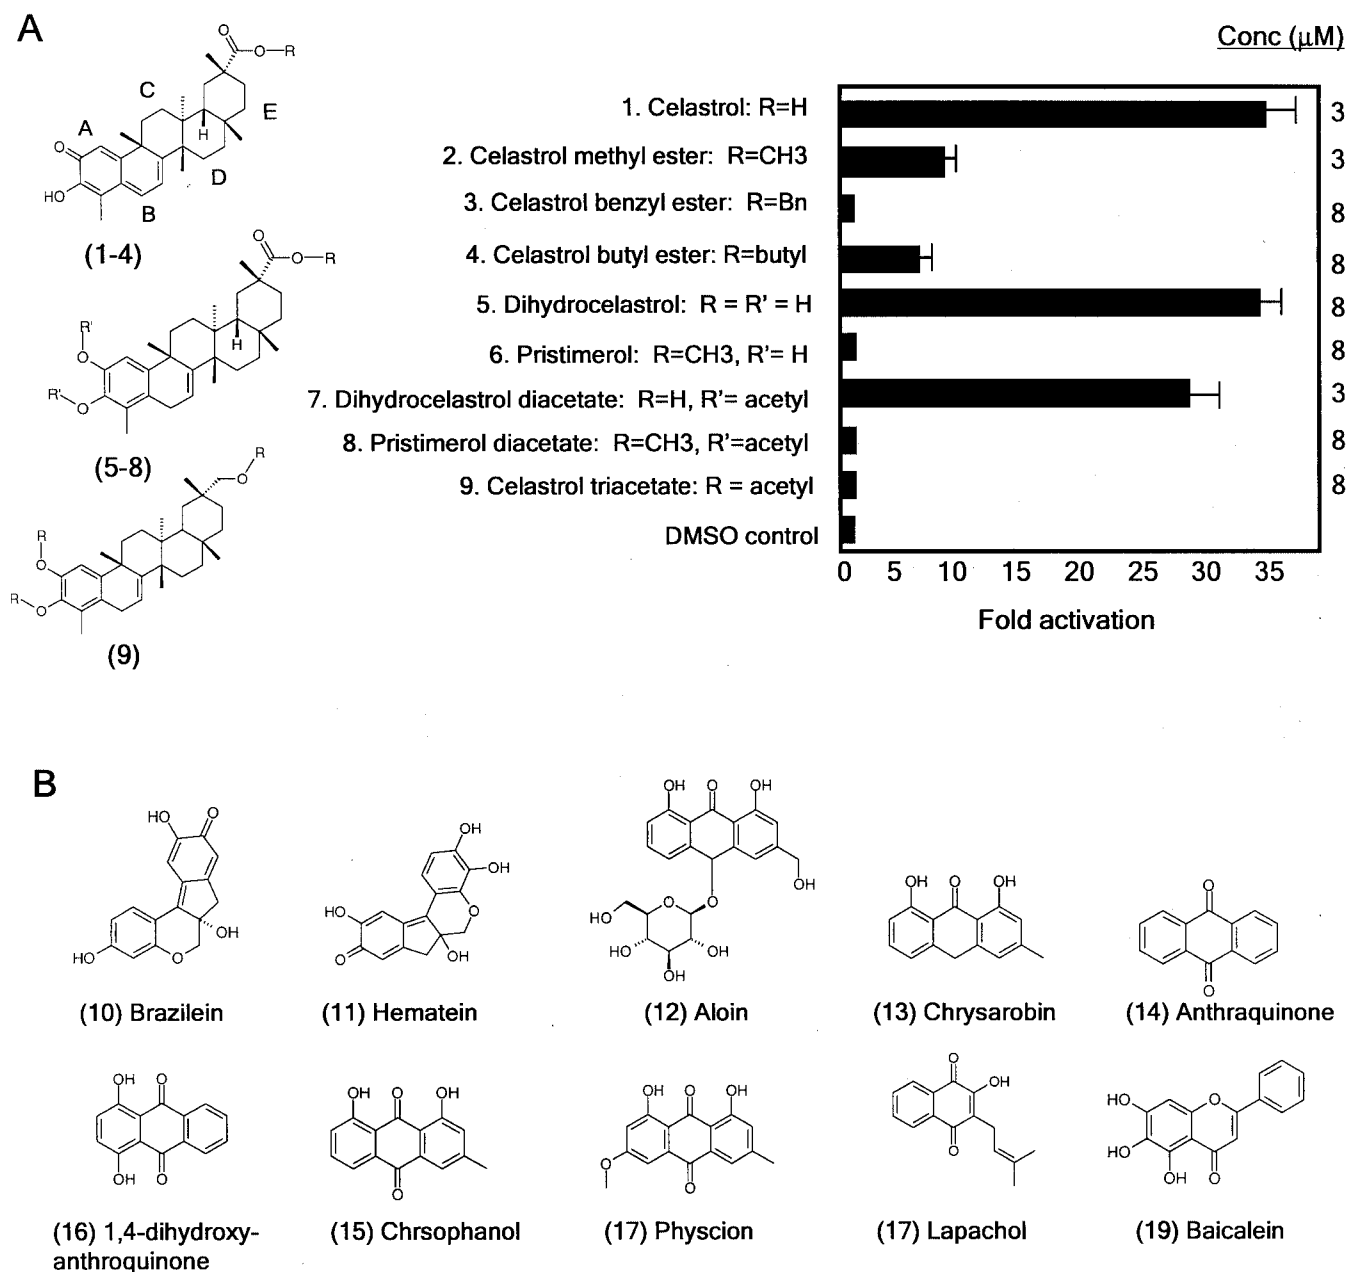 A
Conc (µM)
O
O
R
C
E
A
H
O
HO
D
B
(1-4)
1. Celastrol: R=H
3
2. Celastrol methyl ester: R=CH3
3
3. Celastrol benzyl ester: R=Bn
8
4. Celastrol butyl ester: R=butyl
8
5. Dihydrocelastrol: R = R' = H
8
6. Pristimerol: R=CH3, R'= H
8
7. Dihydrocelastrol diacetate: R=H, R'= acetyl
3
8. Pristimerol diacetate: R=CH3, R'=acetyl
8
9. Celastrol triacetate: R = acetyl
8
DMSO control
0 5 10 15 20 25 30 35
Fold activation
O
O
R
R'
O
H
R'
O
(5-8)
R
O
R
O
R
O
(9)
B
HO
O
OH
HO
O
(10) Brazilein
OH
OH
HO
O
O
OH
(11) Hematein
OH O OH
OH
O
HO
O
HO
OH
OH
(12) Aloin
OH O OH
(13) Chrysarobin
O
O
(14) Anthraquinone
OH O
OH O
(16) 1,4-dihydroxy-
anthroquinone
OH O OH
O
(15) Chrsophanol
OH O OH
O
O
(17) Physcion
O
OH
O
(17) Lapachol
HO
O
HO
OH O
(19) Baicalein